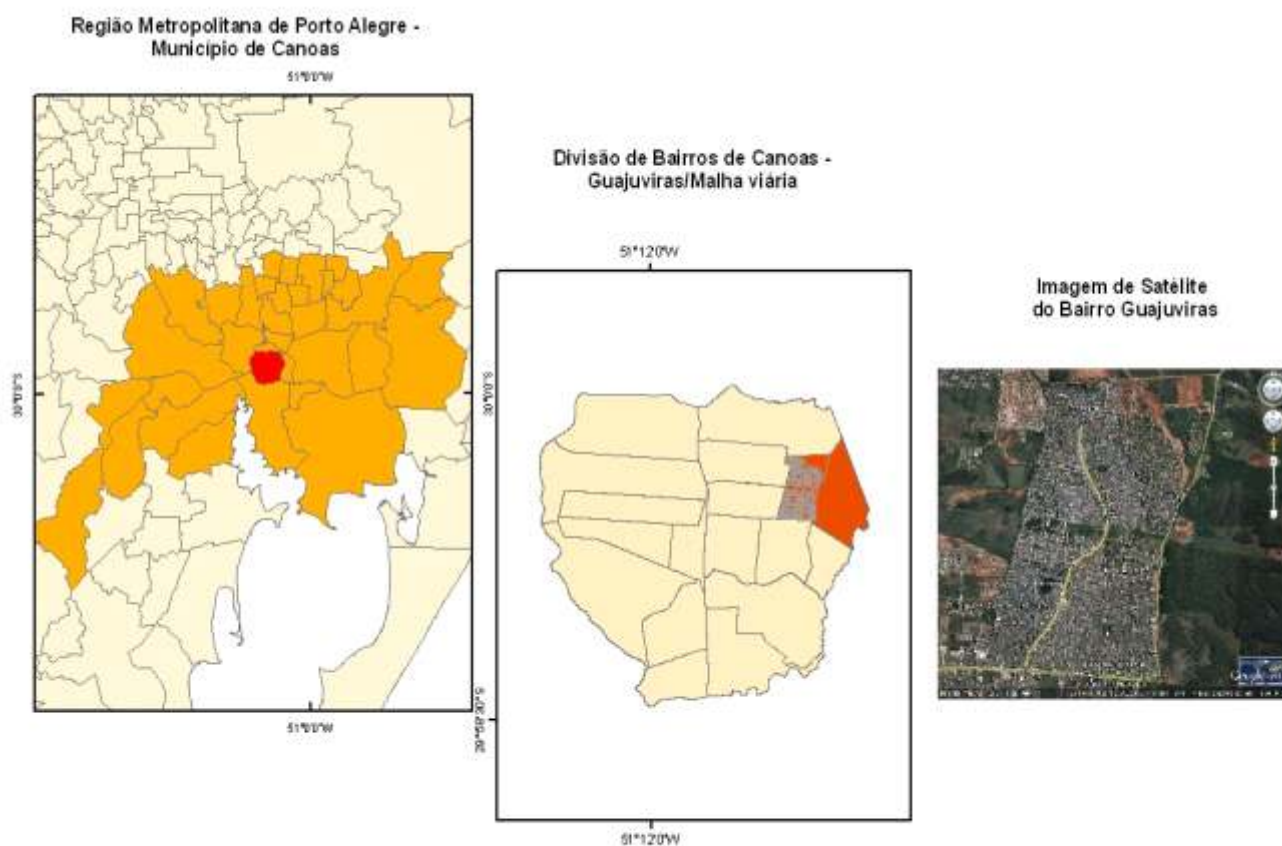 Região Metropolitana de Porto Alegre -
Município de Canoas
51°0'0"W
30°0'0"S
51°0'0"W
Divisão de Bairros de Canoas -
Guajuviras/Malha viária
51°12'0"W
30°0'0"S
51°12'0"W
Imagem de Satélite
do Bairro Guajuviras